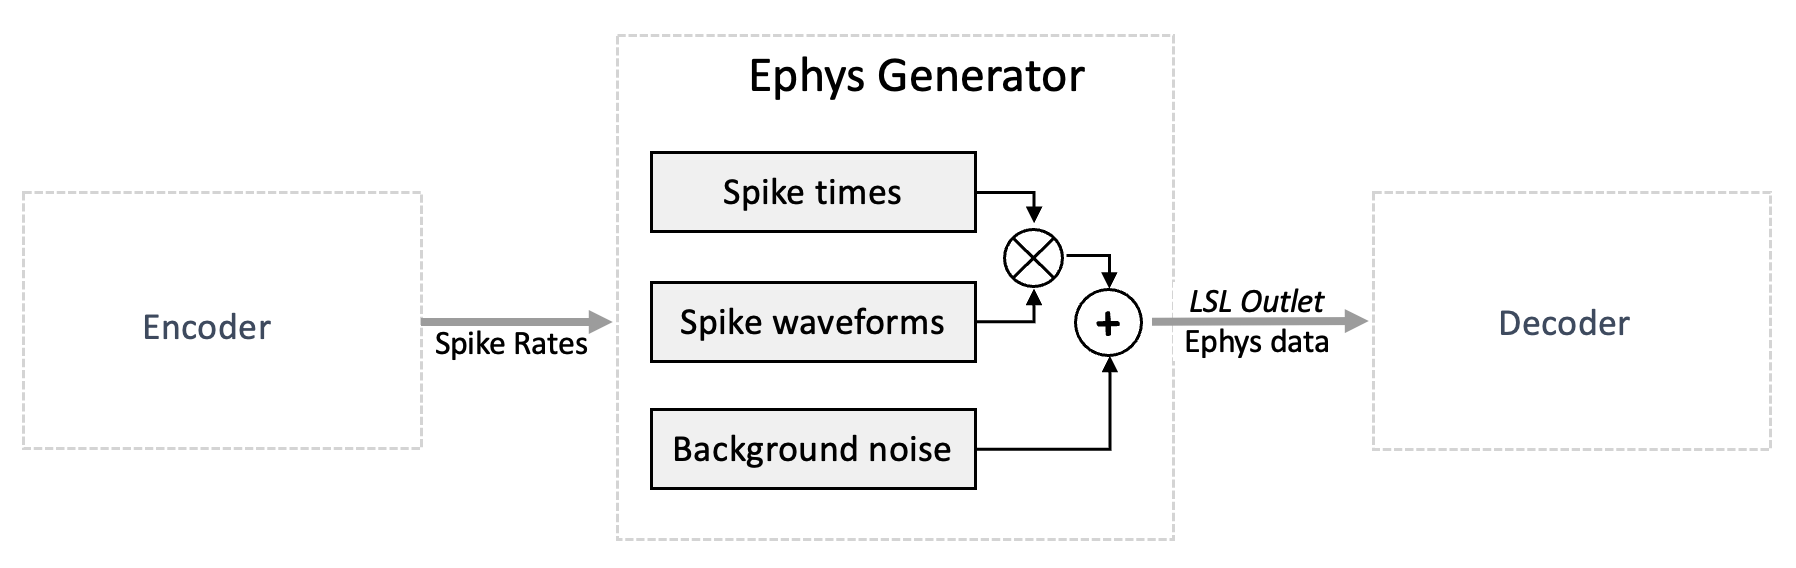 Ephys Generator
Encoder
Spike Rates
Spike times
Spike waveforms
Background noise
+
LSL Outlet
Ephys data
Decoder